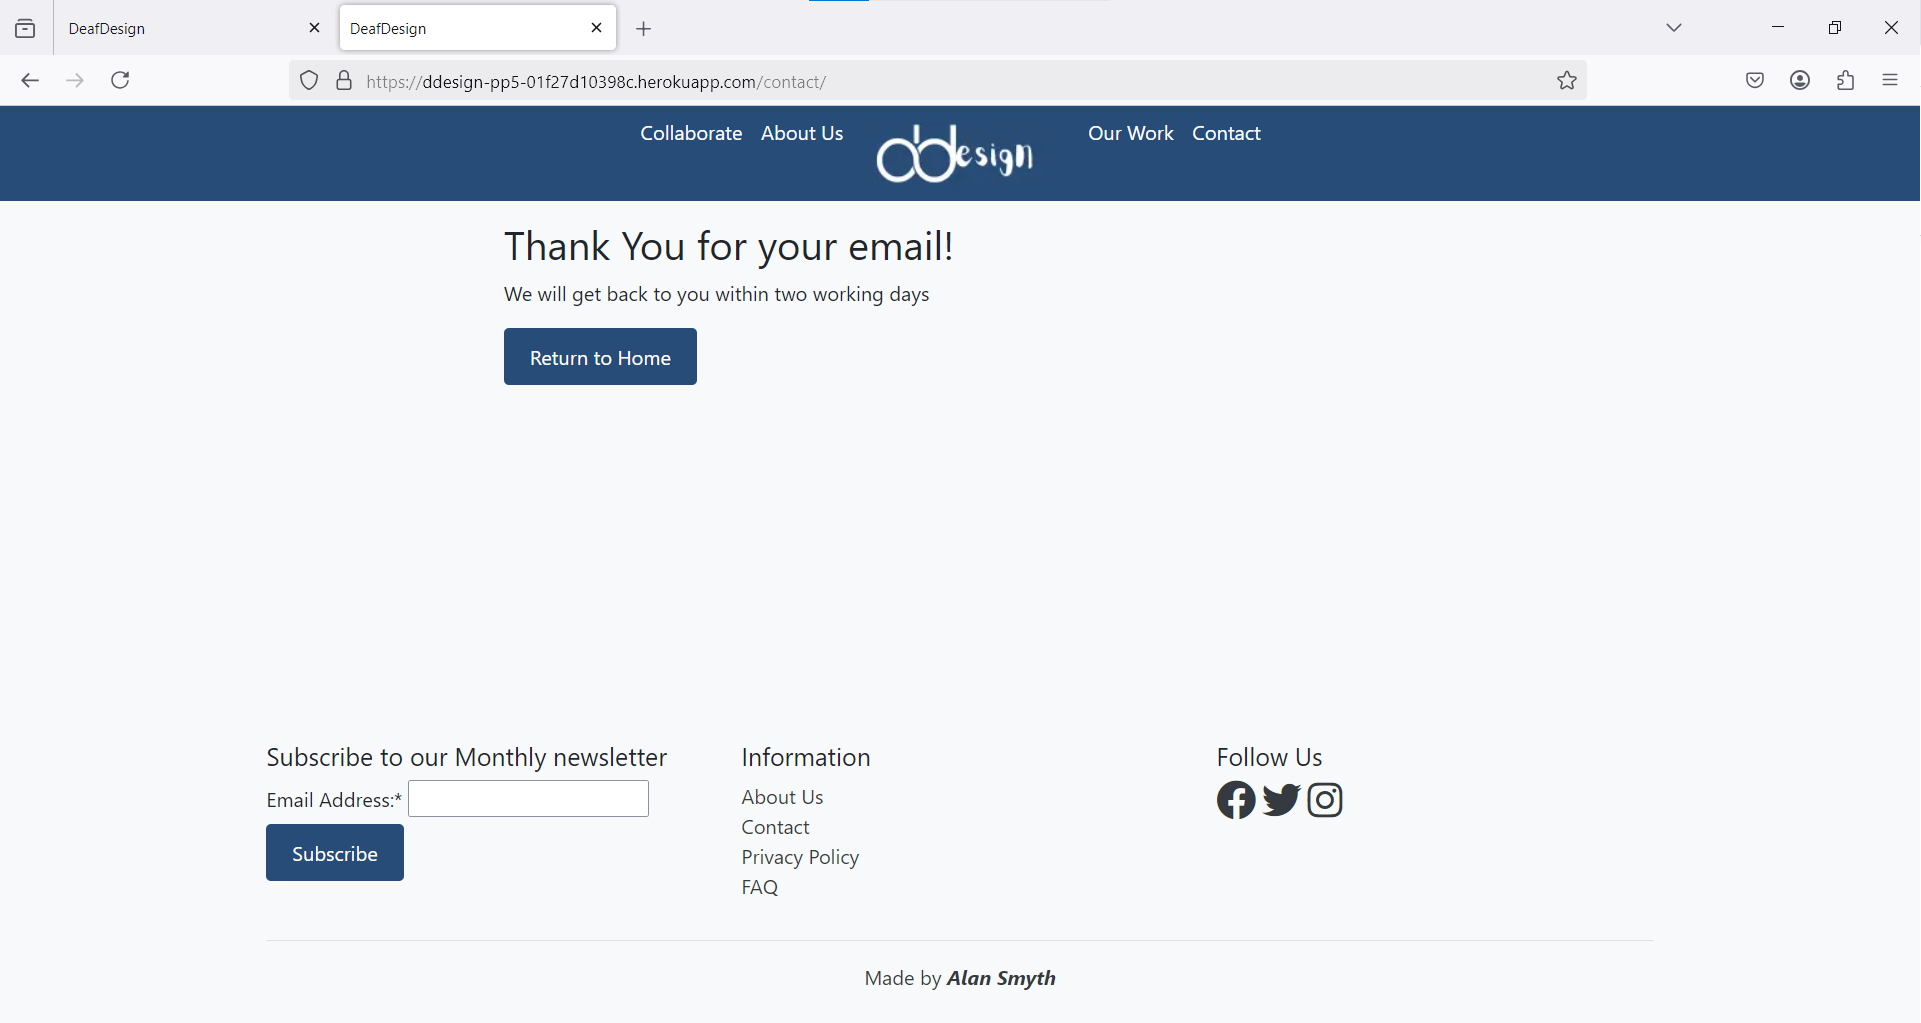 DeafDesign
DeafDesign
https://ddesign-pp5-01f27d10398c.herokuapp.com/contact/
Collaborate About Us ddesign Our Work Contact
Thank You for your email!
We will get back to you within two working days
Return to Home
Subscribe to our Monthly newsletter
Email Address:*
Subscribe
Information
About Us
Contact
Privacy Policy
FAQ
Follow Us
Made by Alan Smyth